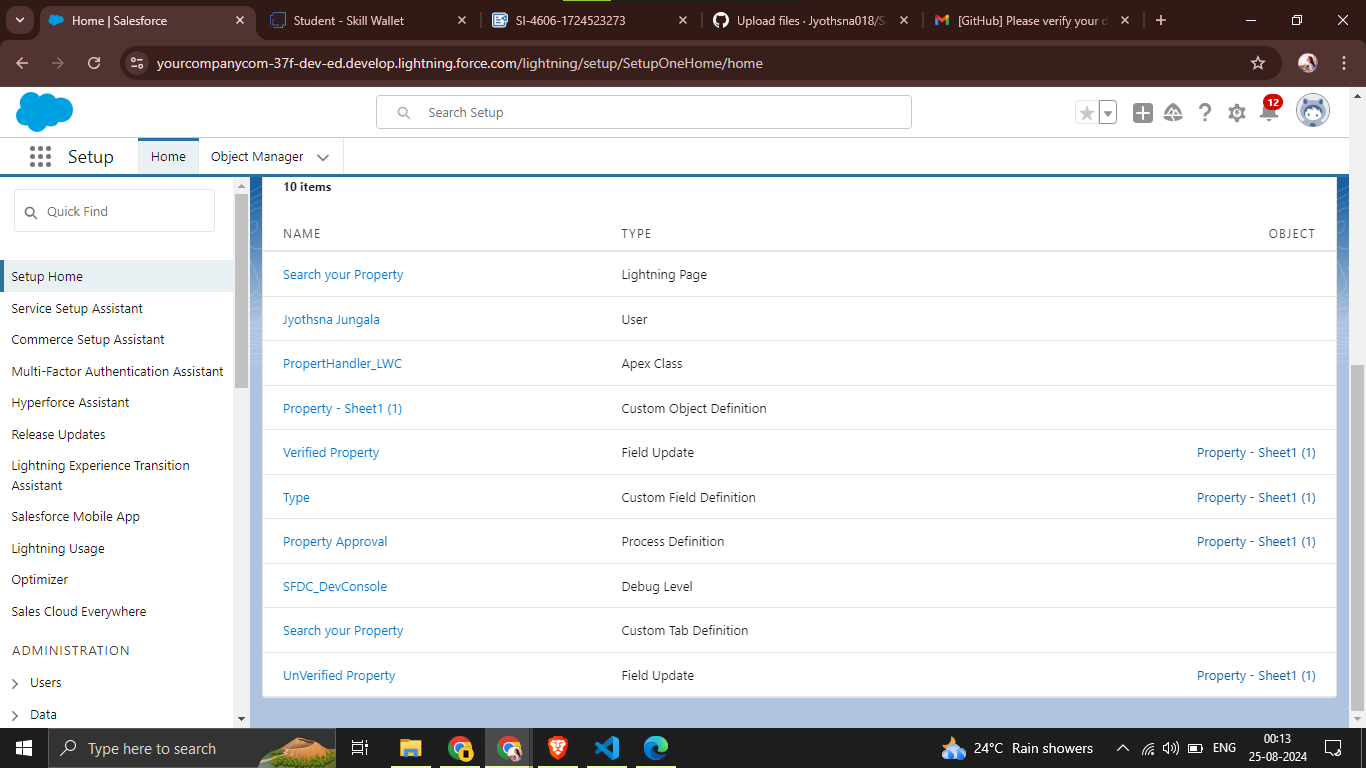 Home | Salesforce
Student - Skill Wallet
SI-4606-1724523273
Upload files · Jyothsna018/S
[GitHub] Please verify your d
yourcompanycom-37f-dev-ed.develop.lightning.force.com/lightning/setup/SetupOneHome/home
Search Setup
12
Setup
Home
Object Manager
Quick Find
Setup Home
Service Setup Assistant
Commerce Setup Assistant
Multi-Factor Authentication Assistant
Hyperforce Assistant
Release Updates
Lightning Experience Transition
Assistant
Salesforce Mobile App
Lightning Usage
Optimizer
Sales Cloud Everywhere
ADMINISTRATION
Users
Data
10 items
NAME TYPE OBJECT
Search your Property Lightning Page
Jyothsna Jungala User
PropertHandler_LWC Apex Class
Property - Sheet1 (1) Custom Object Definition
Verified Property Field Update Property - Sheet1 (1)
Type Custom Field Definition Property - Sheet1 (1)
Property Approval Process Definition Property - Sheet1 (1)
SFDC_DevConsole Debug Level
Search your Property Custom Tab Definition
UnVerified Property Field Update Property - Sheet1 (1)
Type here to search
24°C Rain showers
ENG
00:13
25-08-2024